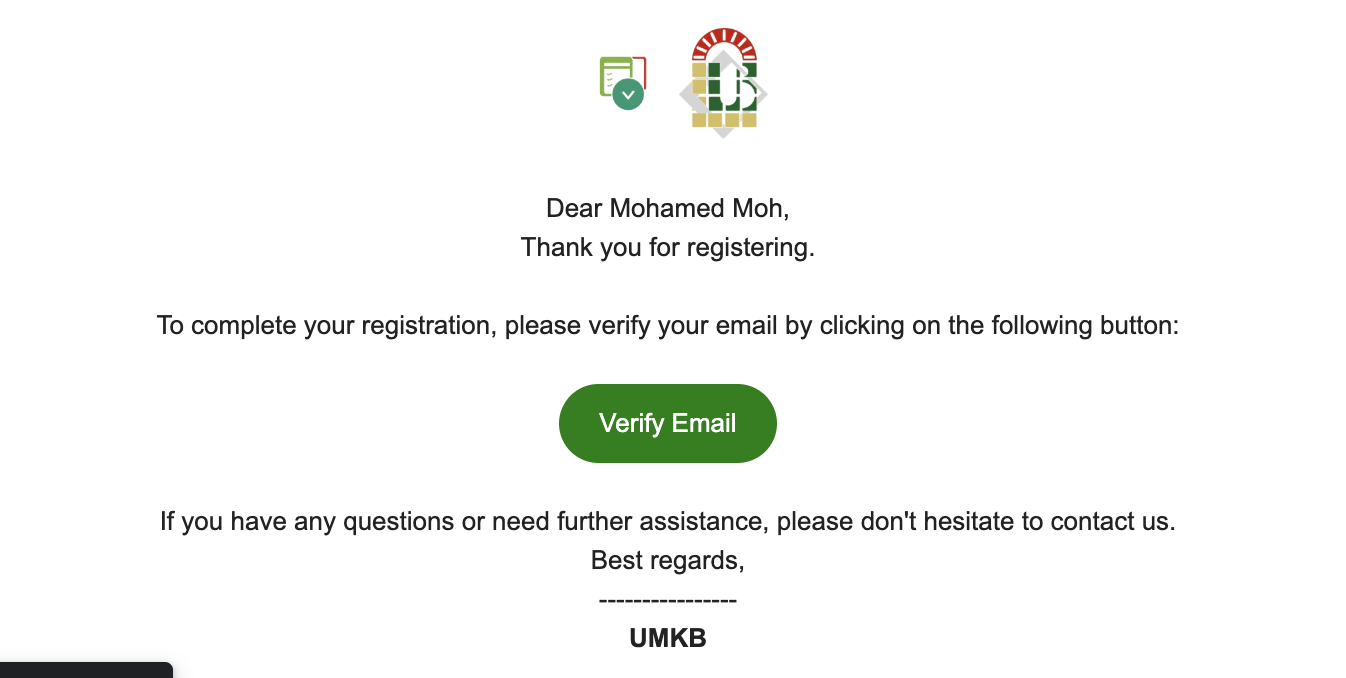 Dear Mohamed Moh,
Thank you for registering.
To complete your registration, please verify your email by clicking on the following button:
Verify Email
If you have any questions or need further assistance, please don't hesitate to contact us.
Best regards,
----------------
UMKB